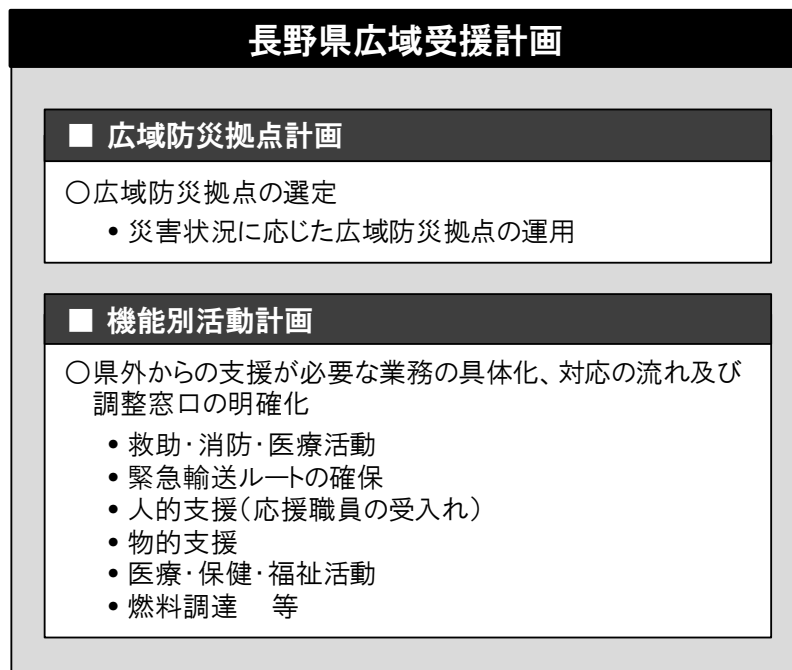 長野県広域受援計画
■ 広域防災拠点計画
○広域防災拠点の選定
• 災害状況に応じた広域防災拠点の運用
■ 機能別活動計画
○県外からの支援が必要な業務の具体化、対応の流れ及び
調整窓口の明確化
• 救助･消防･医療活動
• 緊急輸送ルートの確保
• 人的支援（応援職員の受入れ）
• 物的支援
• 医療･保健･福祉活動
• 燃料調達　等